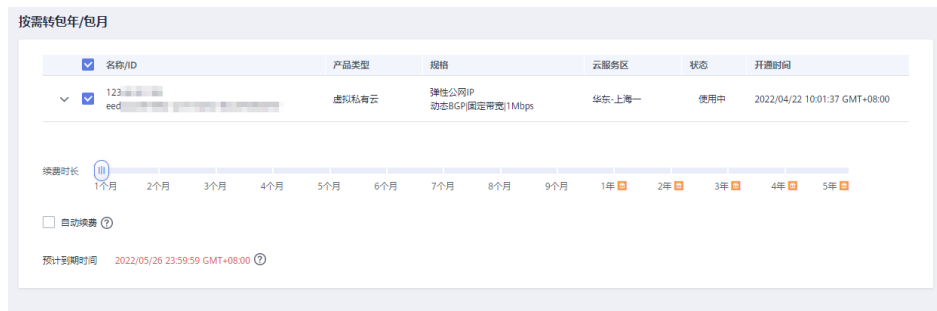 按需转包年/包月
名称/ID 产品类型 规格 云服务区 状态 开通时间
123
eed
虚拟私有云
弹性公网IP
动态BGP|固定带宽|1Mbps
华东-上海一 使用中 2022/04/22 10:01:37 GMT+08:00
续费时长
1个月 2个月 3个月 4个月 5个月 6个月 7个月 8个月 9个月 1年 惠 2年 惠 3年 惠 4年 惠 5年 惠
自动续费 ?
预计到期时间 2022/05/26 23:59:59 GMT+08:00 ?